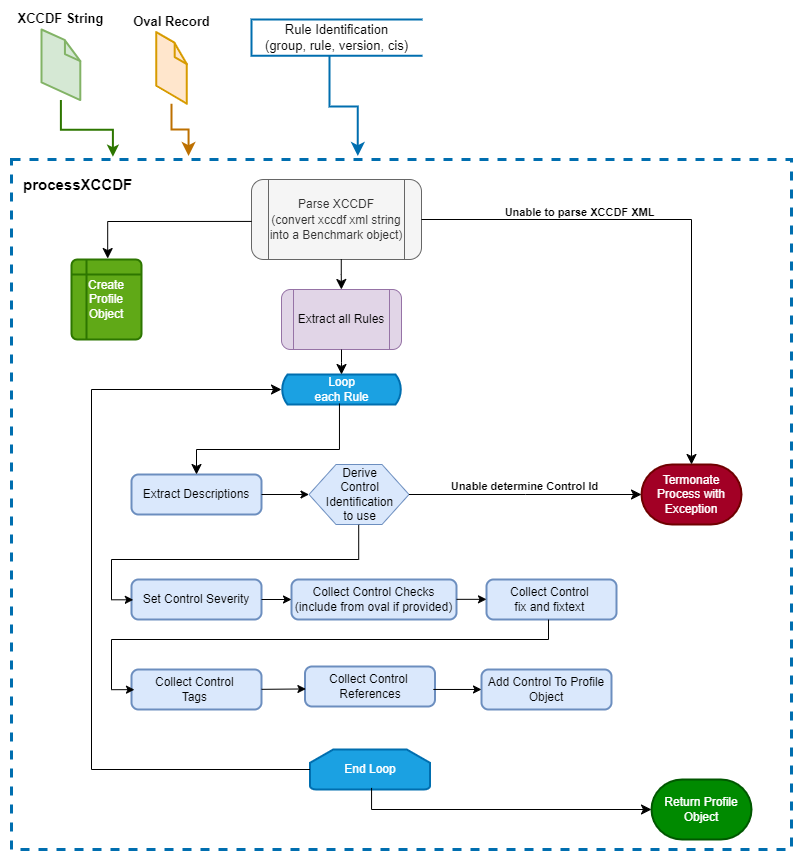 XCCDF String
Oval Record
Rule Identification
(group, rule, version, cis)
processXCCDF
Parse XCCDF
(convert xccdf xml string
into a Benchmark object)
Unable to parse XCCDF XML
Create
Profile
Object
Extract all Rules
Loop
each Rule
Extract Descriptions
Derive
Control
Identification
to use
Unable determine Control Id
Termonate
Process with
Exception
Set Control Severity
Collect Control Checks
(include from oval if provided)
Collect Control
fix and fixtext
Collect Control
Tags
Collect Control
References
Add Control To Profile
Object
End Loop
Return Profile
Object